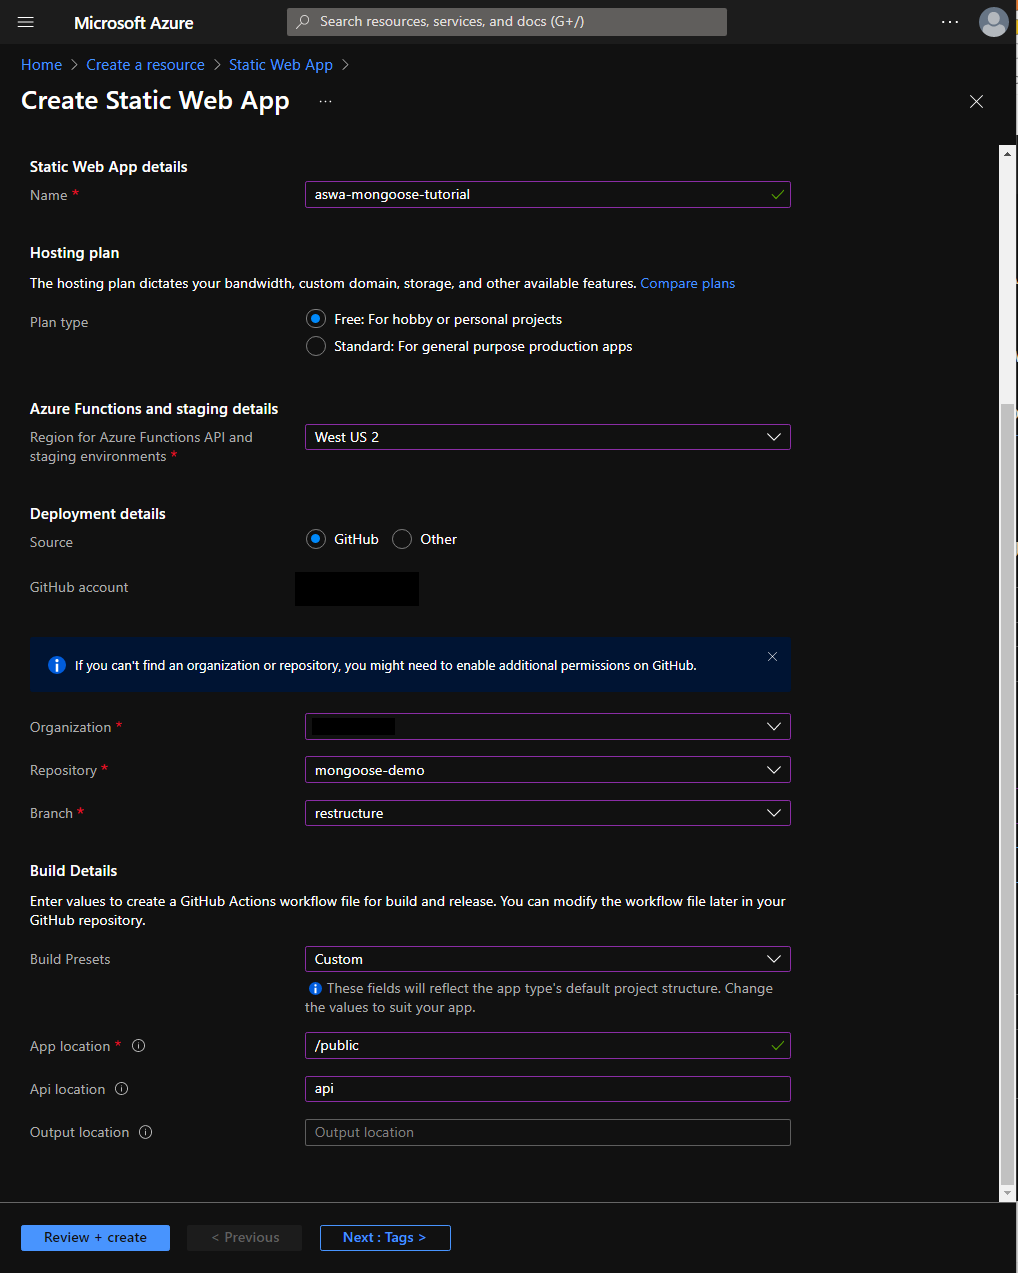 Microsoft Azure
Search resources, services, and docs (G+/)
Home > Create a resource > Static Web App >
Create Static Web App ...
Static Web App details
Name * aswa-mongoose-tutorial
Hosting plan
The hosting plan dictates your bandwidth, custom domain, storage, and other available features. Compare plans
Plan type
Free: For hobby or personal projects
Standard: For general purpose production apps
Azure Functions and staging details
Region for Azure Functions API and
staging environments *
West US 2
Deployment details
Source
GitHub
Other
GitHub account
If you can't find an organization or repository, you might need to enable additional permissions on GitHub.
Organization *
Repository * mongoose-demo
Branch * restructure
Build Details
Enter values to create a GitHub Actions workflow file for build and release. You can modify the workflow file later in your
GitHub repository.
Build Presets Custom
These fields will reflect the app type's default project structure. Change
the values to suit your app.
App location * /public
Api location api
Output location Output location
Review + create
< Previous
Next : Tags >